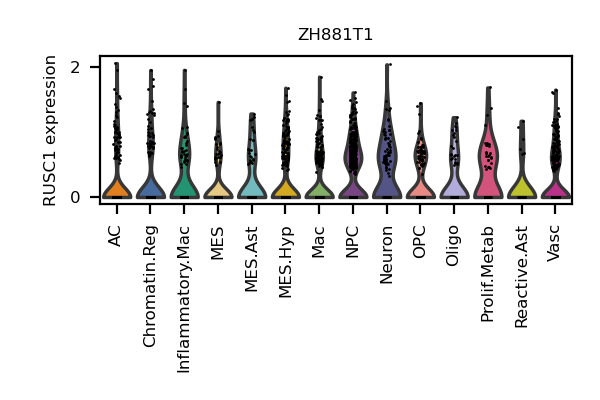 ZH881T1
RUSC1 expression
2
0
AC
Chromatin.Reg
Inflammatory.Mac
MES
MES.Ast
MES.Hyp
Mac
NPC
Neuron
OPC
Oligo
Prolif.Metab
Reactive.Ast
Vasc